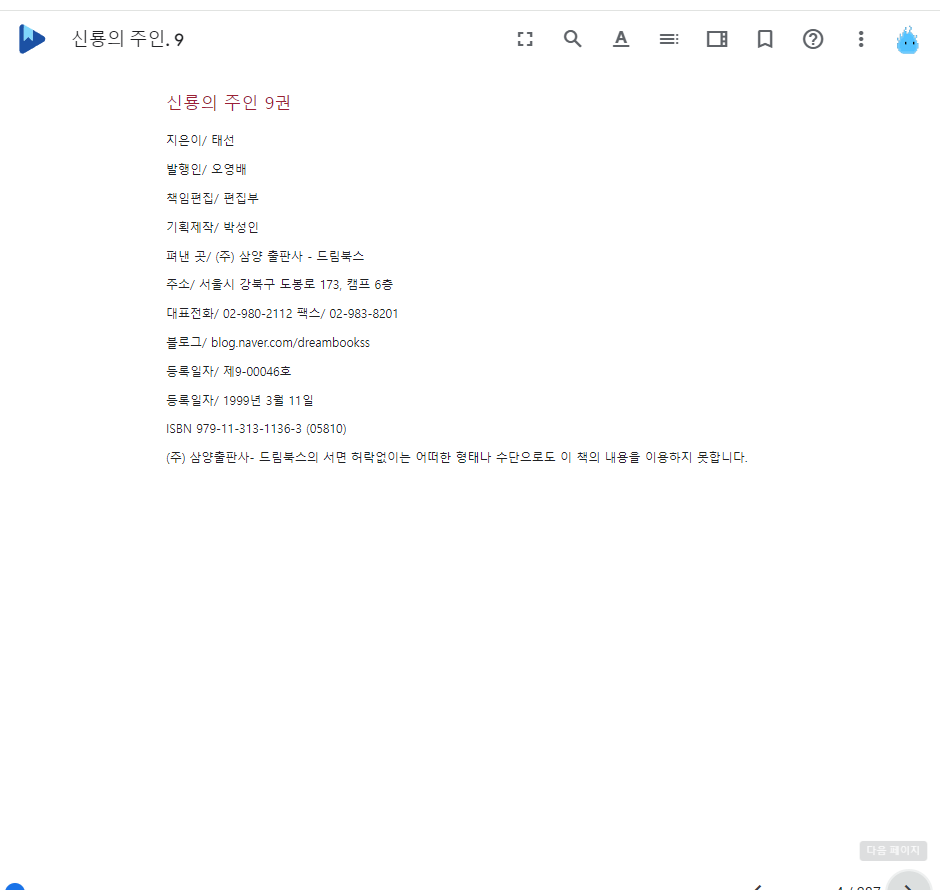 신룡의 주인. 9
신룡의 주인 9권
지은이/ 태선
발행인/ 오영배
책임편집/ 편집부
기획제작/ 박성인
펴낸 곳/ (주) 삼양 출판사 - 드림북스
주소/ 서울시 강북구 도봉로 173, 캠프 6층
대표전화/ 02-980-2112 팩스/ 02-983-8201
블로그/ blog.naver.com/dreambookss
등록일자/ 제9-00046호
등록일자/ 1999년 3월 11일
ISBN 979-11-313-1136-3 (05810)
(주) 삼양출판사- 드림북스의 서면 허락없이는 어떠한 형태나 수단으로도 이 책의 내용을 이용하지 못합니다.
다음 페이지